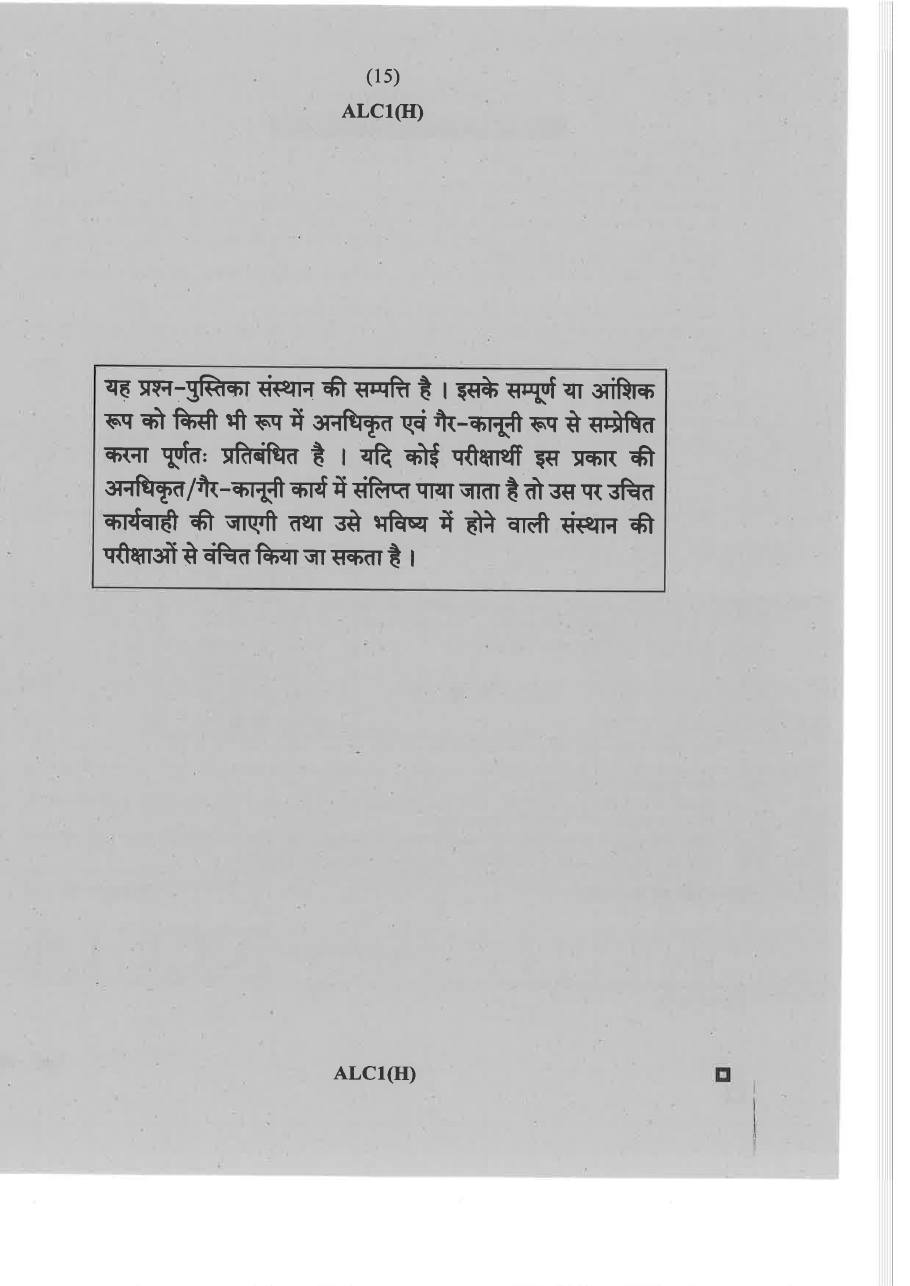 (15)
ALC1(H)
यह प्रश्न-पुस्तिका संस्थान की सम्पत्ति है । इसके सम्पूर्ण या आंशिक
रूप को किसी भी रूप में अनधिकृत एवं गैर-कानूनी रूप से सम्प्रेषित
करना पूर्णतः प्रतिबंधित है । यदि कोई परीक्षार्थी इस प्रकार की
अनधिकृत/गैर-कानूनी कार्य में संलिप्त पाया जाता है तो उस पर उचित
कार्यवाही की जाएगी तथा उसे भविष्य में होने वाली संस्थान की
परीक्षाओं से वंचित किया जा सकता है ।
ALC1(H)